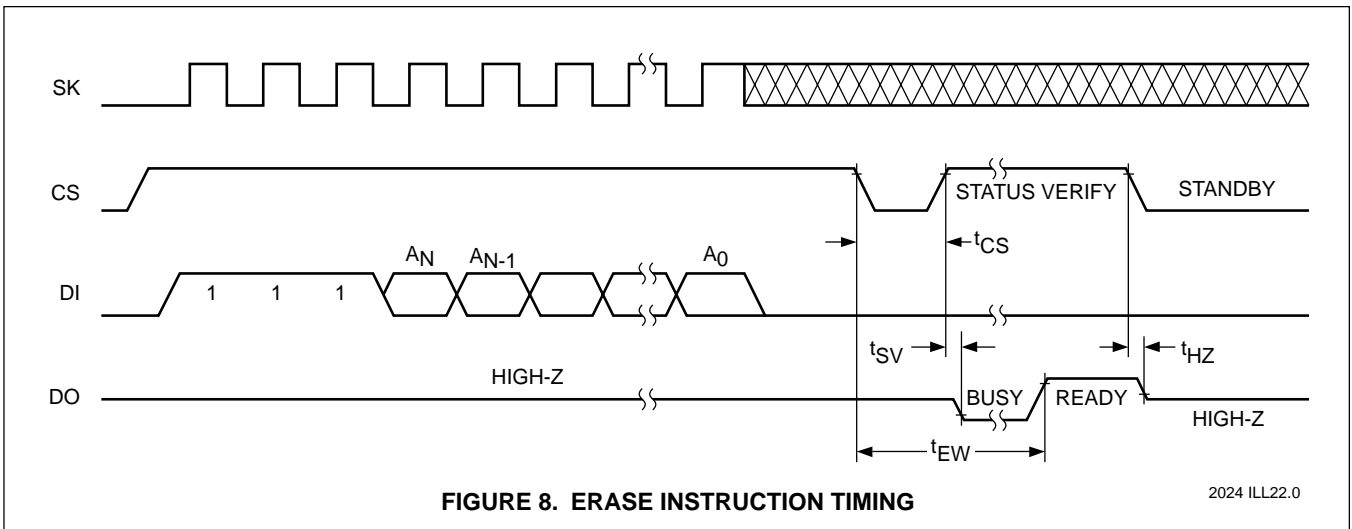 SK
CS
STATUS VERIFY
STANDBY
tCS
DI
1 1 1
AN
AN-1
A0
tSV
tHZ
DO
HIGH-Z
BUSY
READY
HIGH-Z
tEW
FIGURE 8. ERASE INSTRUCTION TIMING
2024 ILL22.0